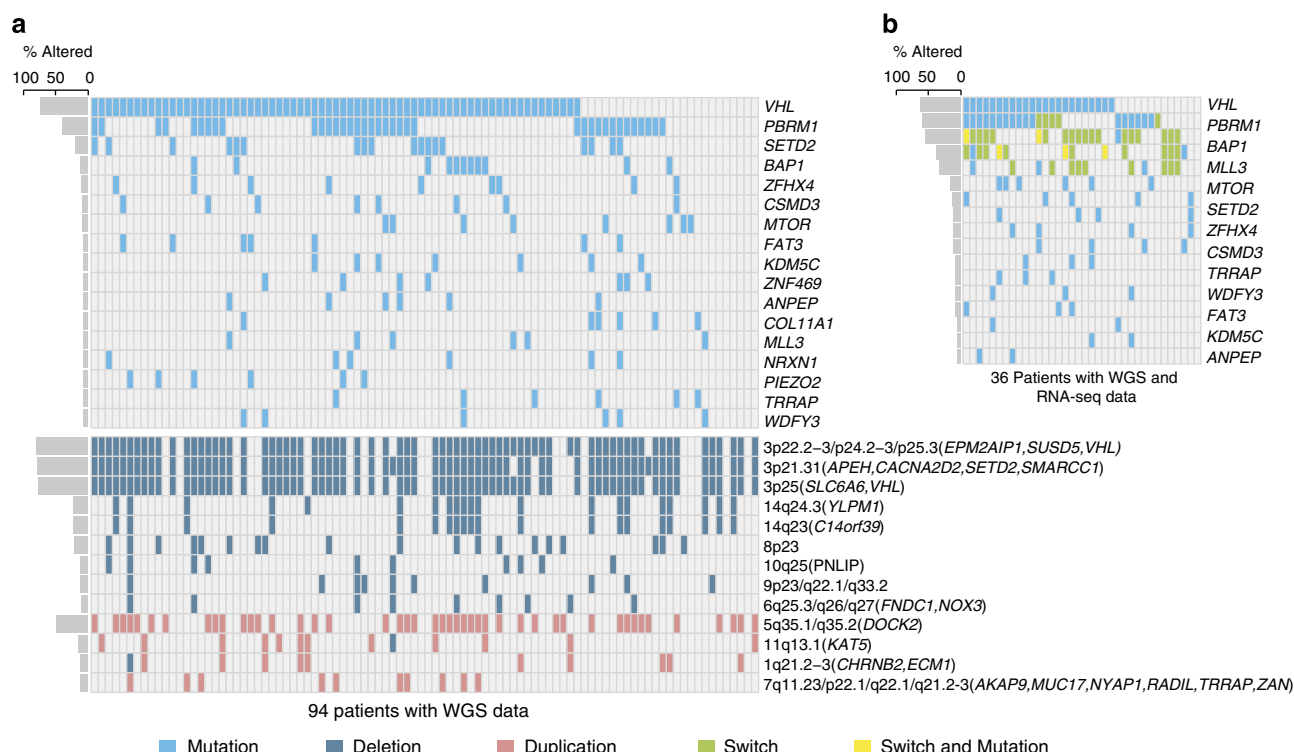 a
% Altered
100 50 0
VHL
PBRM1
SETD2
BAP1
ZFHX4
CSMD3
MTOR
FAT3
KDM5C
ZNF469
ANPEP
COL11A1
MLL3
NRXN1
PIEZO2
TRRAP
WDFY3
3p22.2−3/p24.2−3/p25.3(EPM2AIP1,SUSD5,VHL)
3p21.31(APEH,CACNA2D2,SETD2,SMARCC1)
3p25(SLC6A6,VHL)
14q24.3(YLPM1)
14q23(C14orf39)
8p23
10q25(PNLIP)
9p23/q22.1/q33.2
6q25.3/q26/q27(FNDC1,NOX3)
5q35.1/q35.2(DOCK2)
11q13.1(KAT5)
1q21.2−3(CHRNB2,ECM1)
7q11.23/p22.1/q22.1/q21.2-3(AKAP9,MUC17,NYAP1,RADIL,TRRAP,ZAN)
94 patients with WGS data
b
% Altered
100 50 0
VHL
PBRM1
BAP1
MLL3
MTOR
SETD2
ZFHX4
CSMD3
TRRAP
WDFY3
FAT3
KDM5C
ANPEP
36 Patients with WGS and
RNA-seq data
Mutation Deletion Duplication Switch Switch and Mutation